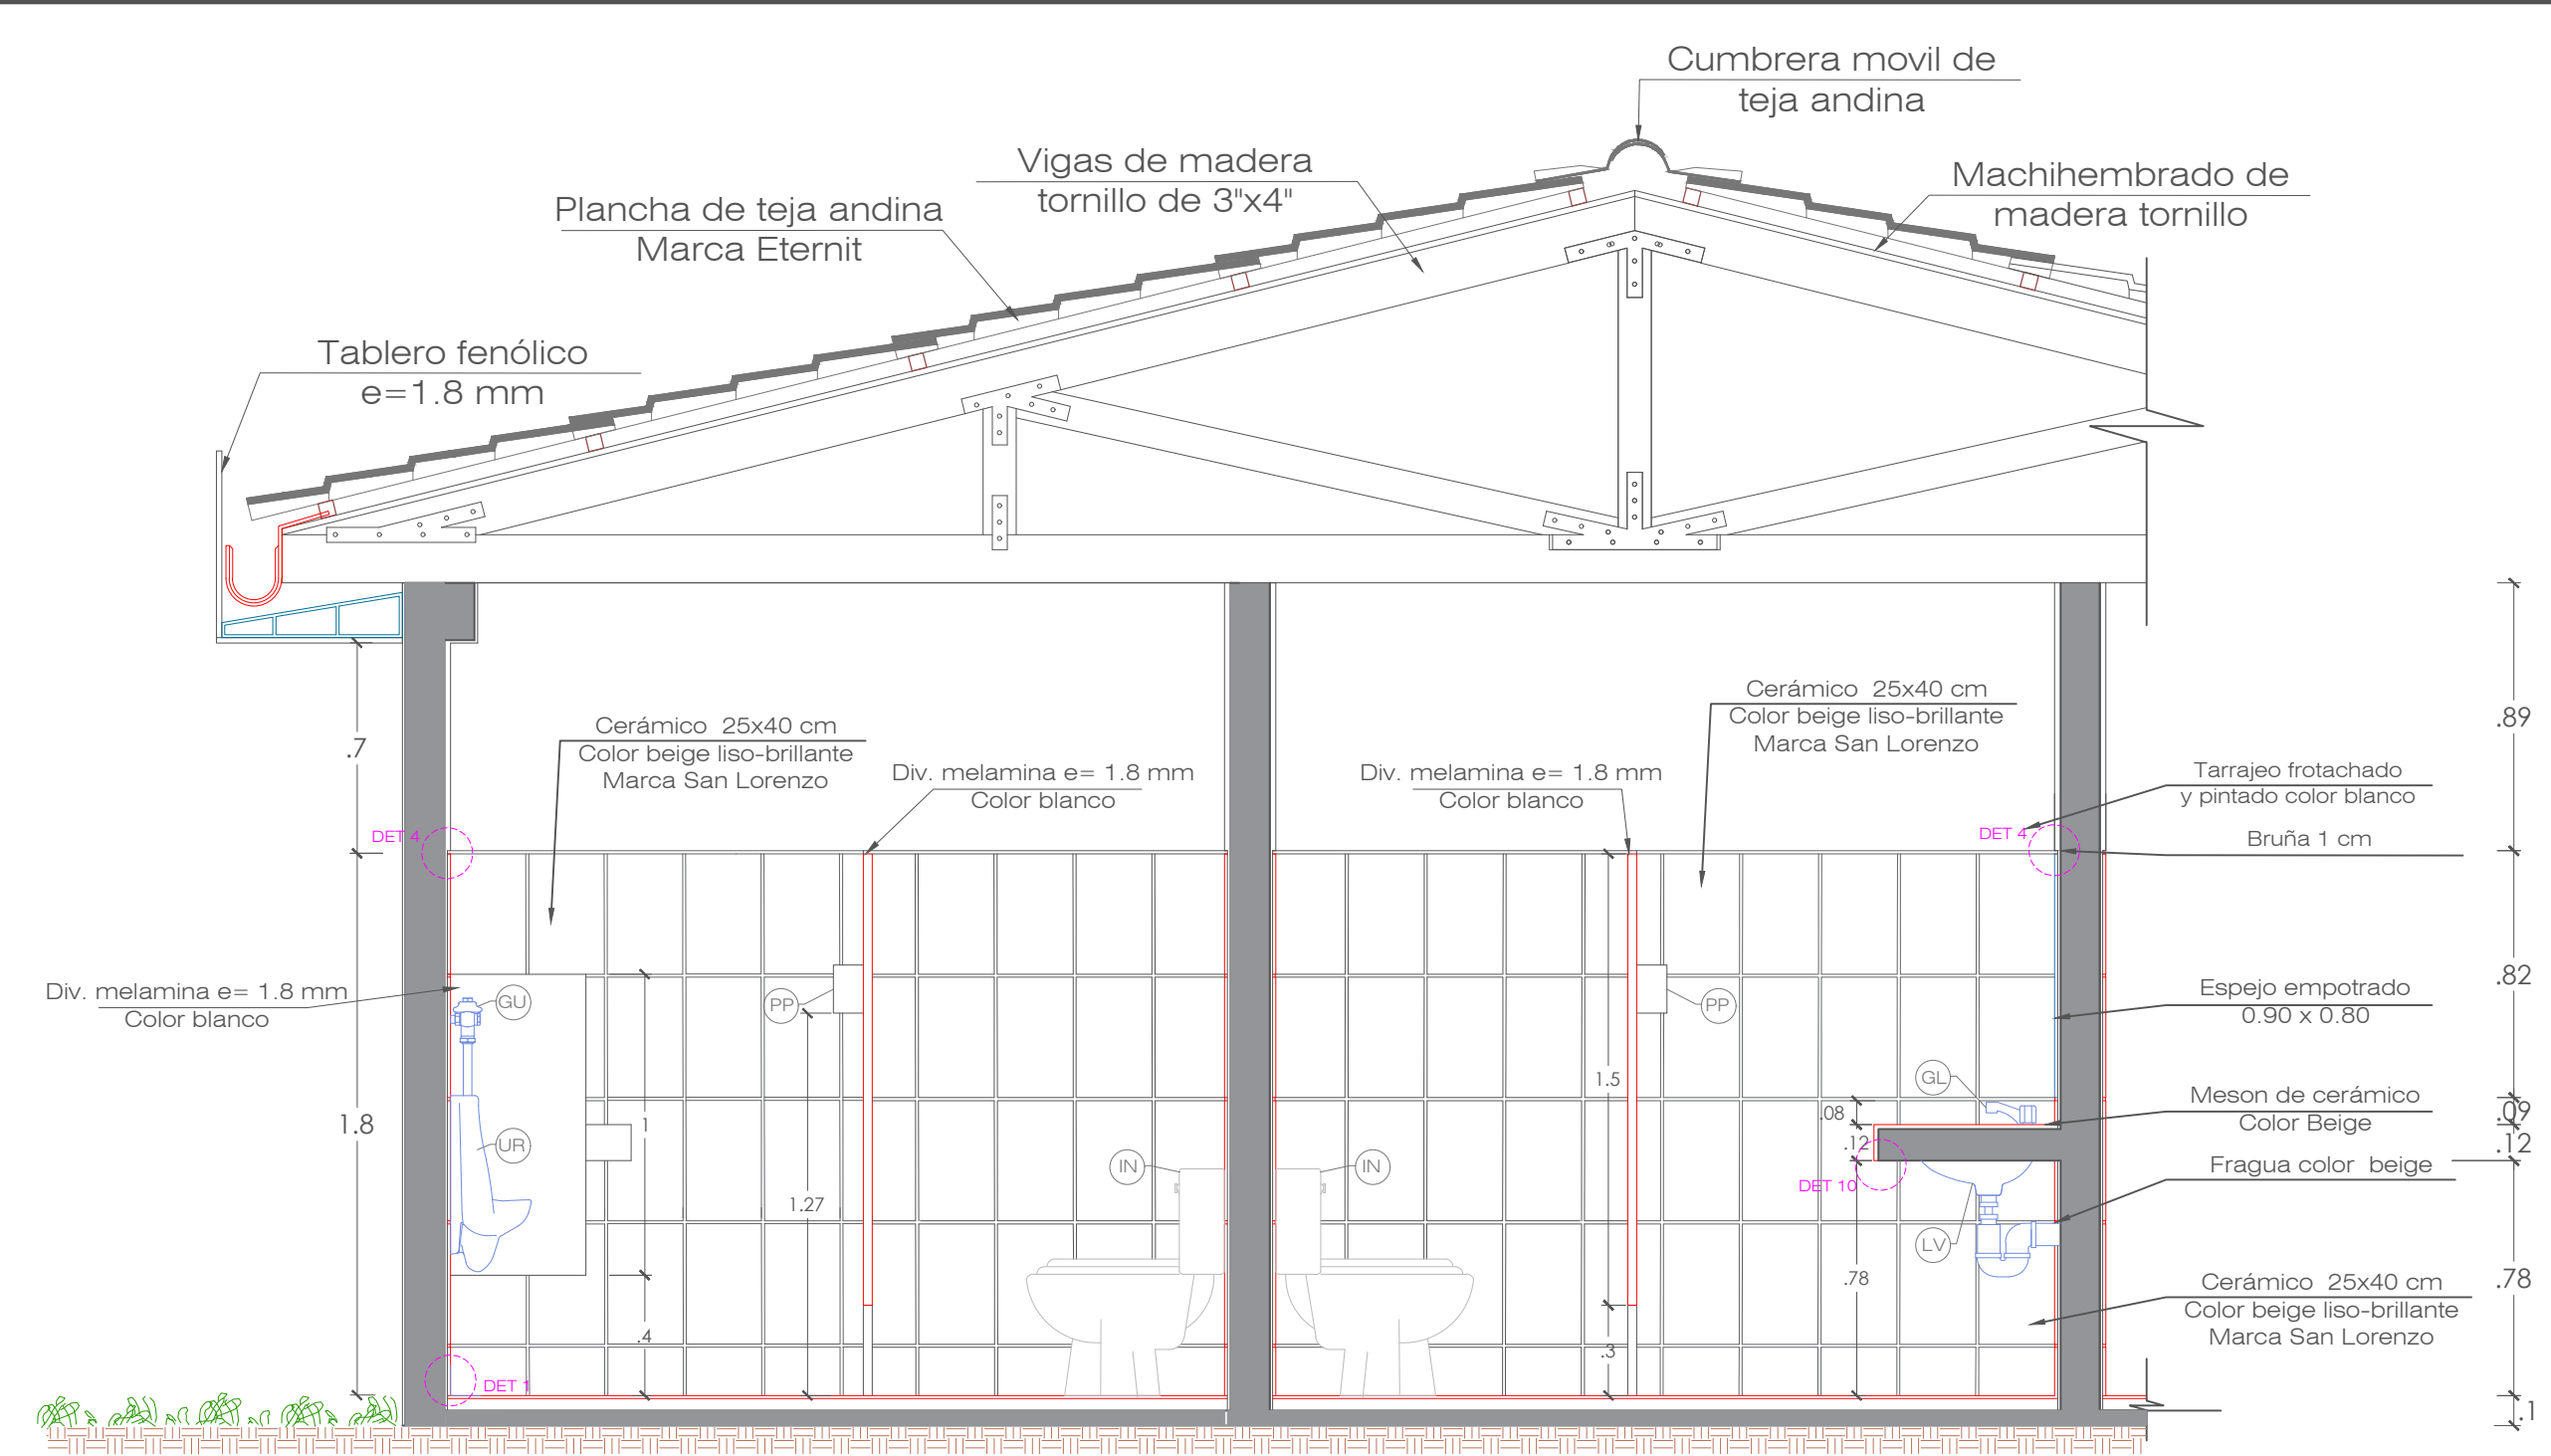 Cumbrera movil de
teja andina
Vigas de madera
tornillo de 3"x4"
Machihembrado de
madera tornillo
Plancha de teja andina
Marca Eternit
Tablero fenólico
e=1.8 mm
Cerámico 25x40 cm
Color beige liso-brillante
Marca San Lorenzo
Cerámico 25x40 cm
Color beige liso-brillante
Marca San Lorenzo
.89
.7
Div. melamina e= 1.8 mm
Color blanco
Div. melamina e= 1.8 mm
Color blanco
Tarrajeo frotachado
y pintado color blanco
DET 4
DET 4
Bruña 1 cm
Div. melamina e= 1.8 mm
Color blanco
GU
PP
PP
.82
Espejo empotrado
0.90 x 0.80
1.5
GL
Meson de cerámico
Color Beige
.08
.09
1.8
1
UR
.12
.12
IN
IN
Fragua color beige
DET 10
1.27
LV
.78
.78
Cerámico 25x40 cm
Color beige liso-brillante
Marca San Lorenzo
.4
.3
DET 1
.1